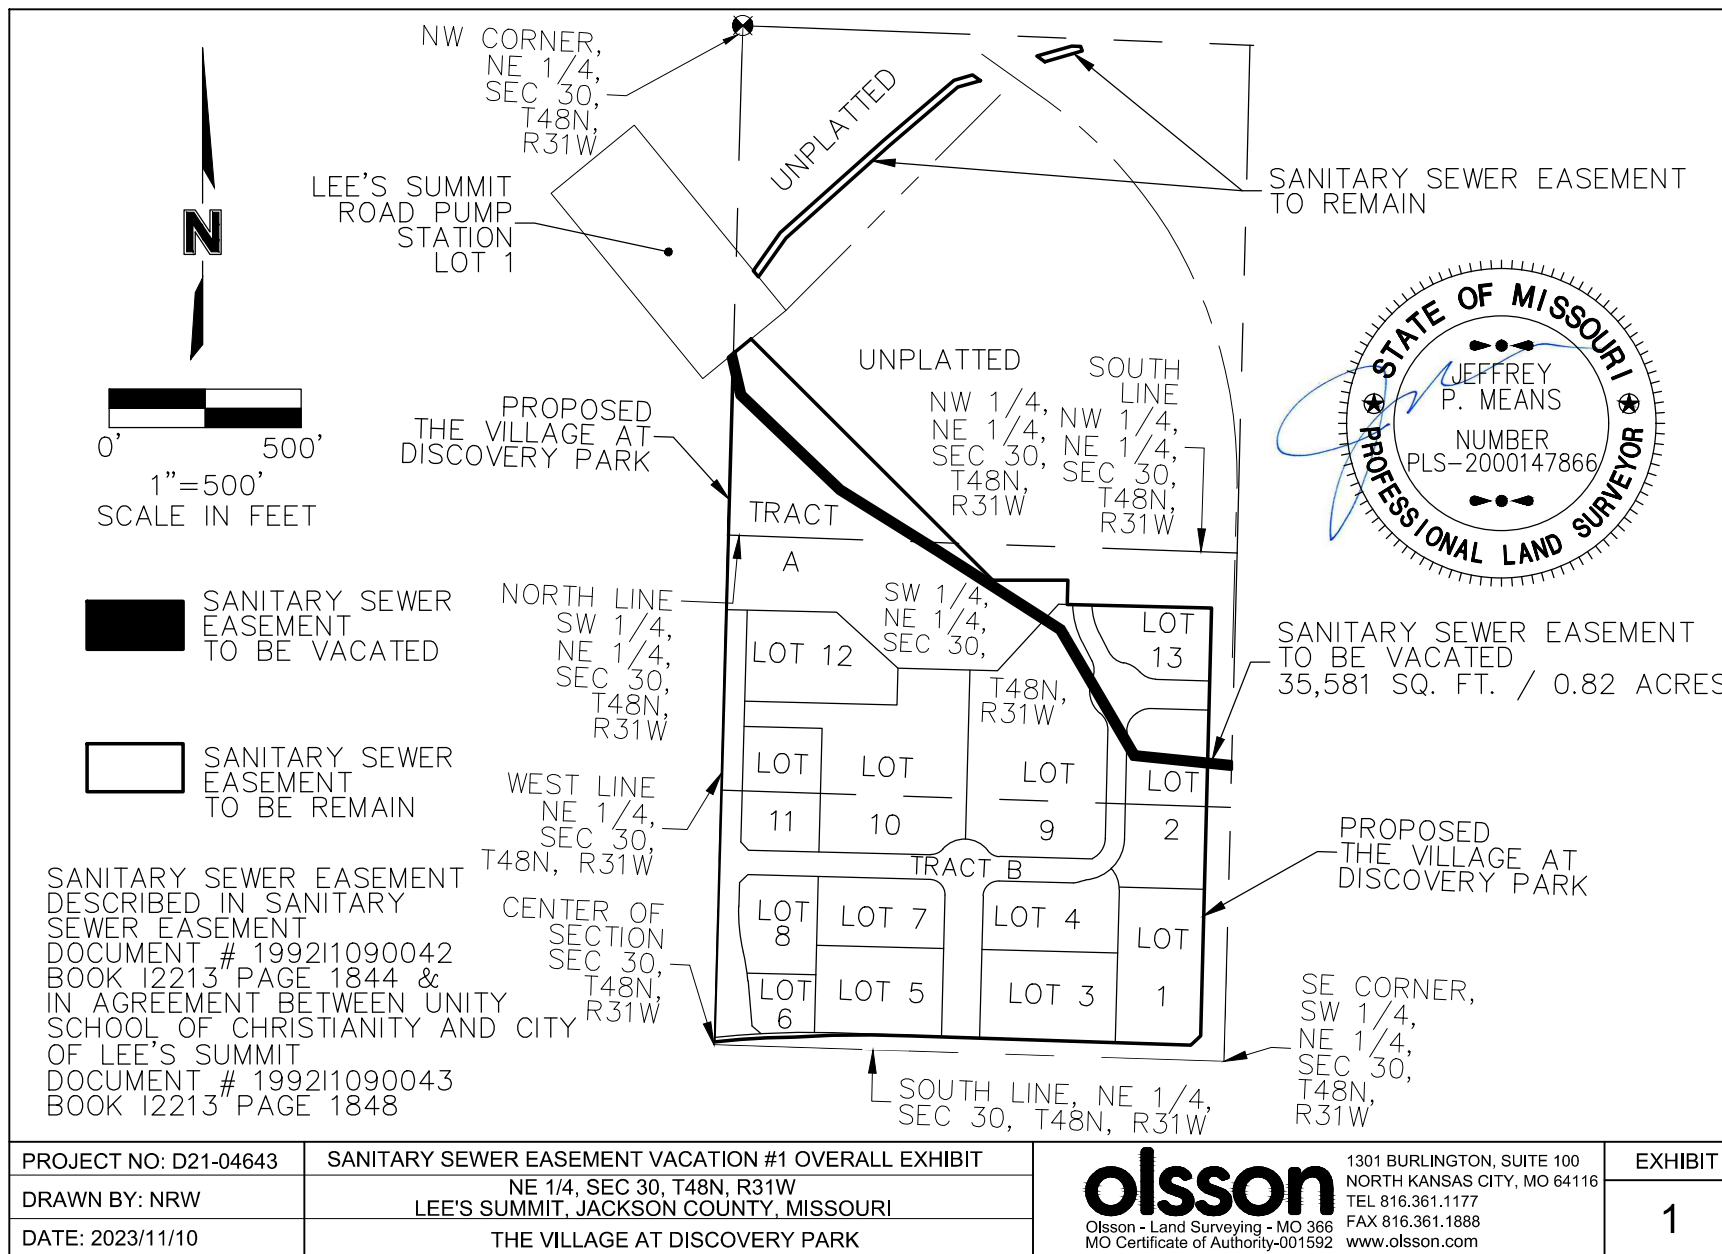 NW CORNER,
NE 1/4,
SEC 30,
T48N,
R31W
UNPLATTED
SANITARY SEWER EASEMENT
TO REMAIN
LEE'S SUMMIT
ROAD PUMP
STATION
LOT 1
N
0' 500'
1"=500'
SCALE IN FEET
PROPOSED
THE VILLAGE AT
DISCOVERY PARK
UNPLATTED
NW 1/4,
NE 1/4,
SEC 30,
T48N,
R31W
SOUTH
LINE
NW 1/4,
NE 1/4,
SEC 30,
T48N,
R31W
STATE OF MISSOURI
JEFFREY
P. MEANS
NUMBER
PLS-2000147866
PROFESSIONAL LAND SURVEYOR
TRACT
A
SANITARY SEWER
EASEMENT
TO BE VACATED
NORTH LINE
SW 1/4,
NE 1/4,
SEC 30,
T48N,
R31W
SW 1/4,
NE 1/4,
SEC 30,
T48N,
R31W
LOT 12
LOT
13
SANITARY SEWER EASEMENT
TO BE VACATED
35,581 SQ. FT. / 0.82 ACRES
SANITARY SEWER
EASEMENT
TO BE REMAIN
WEST LINE
NE 1/4,
SEC 30,
T48N, R31W
LOT
11
LOT
10
LOT
9
LOT
2
TRACT B
PROPOSED
THE VILLAGE AT
DISCOVERY PARK
SANITARY SEWER EASEMENT
DESCRIBED IN SANITARY
SEWER EASEMENT
DOCUMENT # 1992I1090042
BOOK I2213 PAGE 1844 &
IN AGREEMENT BETWEEN UNITY
SCHOOL OF CHRISTIANITY AND CITY
OF LEE'S SUMMIT
DOCUMENT # 1992I1090043
BOOK I2213 PAGE 1848
CENTER OF
SECTION
SEC 30,
T48N,
R31W
LOT
8
LOT 7
LOT 4
LOT
1
LOT
6
LOT 5
LOT 3
SE CORNER,
SW 1/4,
NE 1/4,
SEC 30,
T48N,
R31W
SOUTH LINE, NE 1/4,
SEC 30, T48N, R31W
PROJECT NO: D21-04643
DRAWN BY: NRW
DATE: 2023/11/10
SANITARY SEWER EASEMENT VACATION #1 OVERALL EXHIBIT
NE 1/4, SEC 30, T48N, R31W
LEE'S SUMMIT, JACKSON COUNTY, MISSOURI
THE VILLAGE AT DISCOVERY PARK
olsson
Olsson - Land Surveying - MO 366
MO Certificate of Authority-001592
1301 BURLINGTON, SUITE 100
NORTH KANSAS CITY, MO 64116
TEL 816.361.1177
FAX 816.361.1888
www.olsson.com
EXHIBIT
1